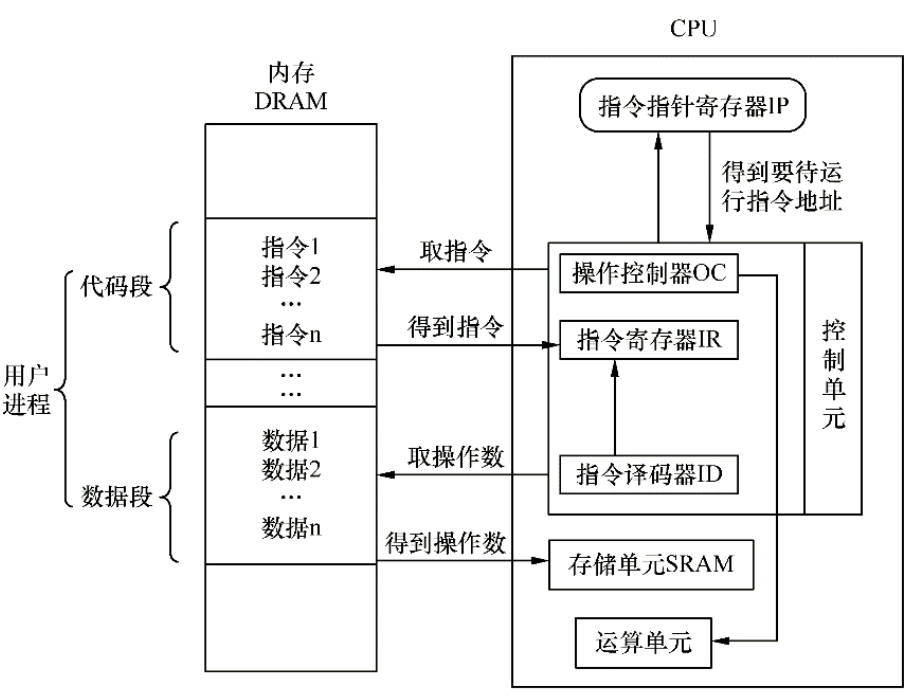 CPU
内存
DRAM
指令指针寄存器IP
得到要待运
行指令地址
指令1
指令2
…
指令n
代码段
取指令
操作控制器OC
得到指令
指令寄存器IR
控制单元
用户
进程
…
…
数据1
数据2
…
数据n
数据段
取操作数
指令译码器ID
得到操作数
存储单元SRAM
运算单元